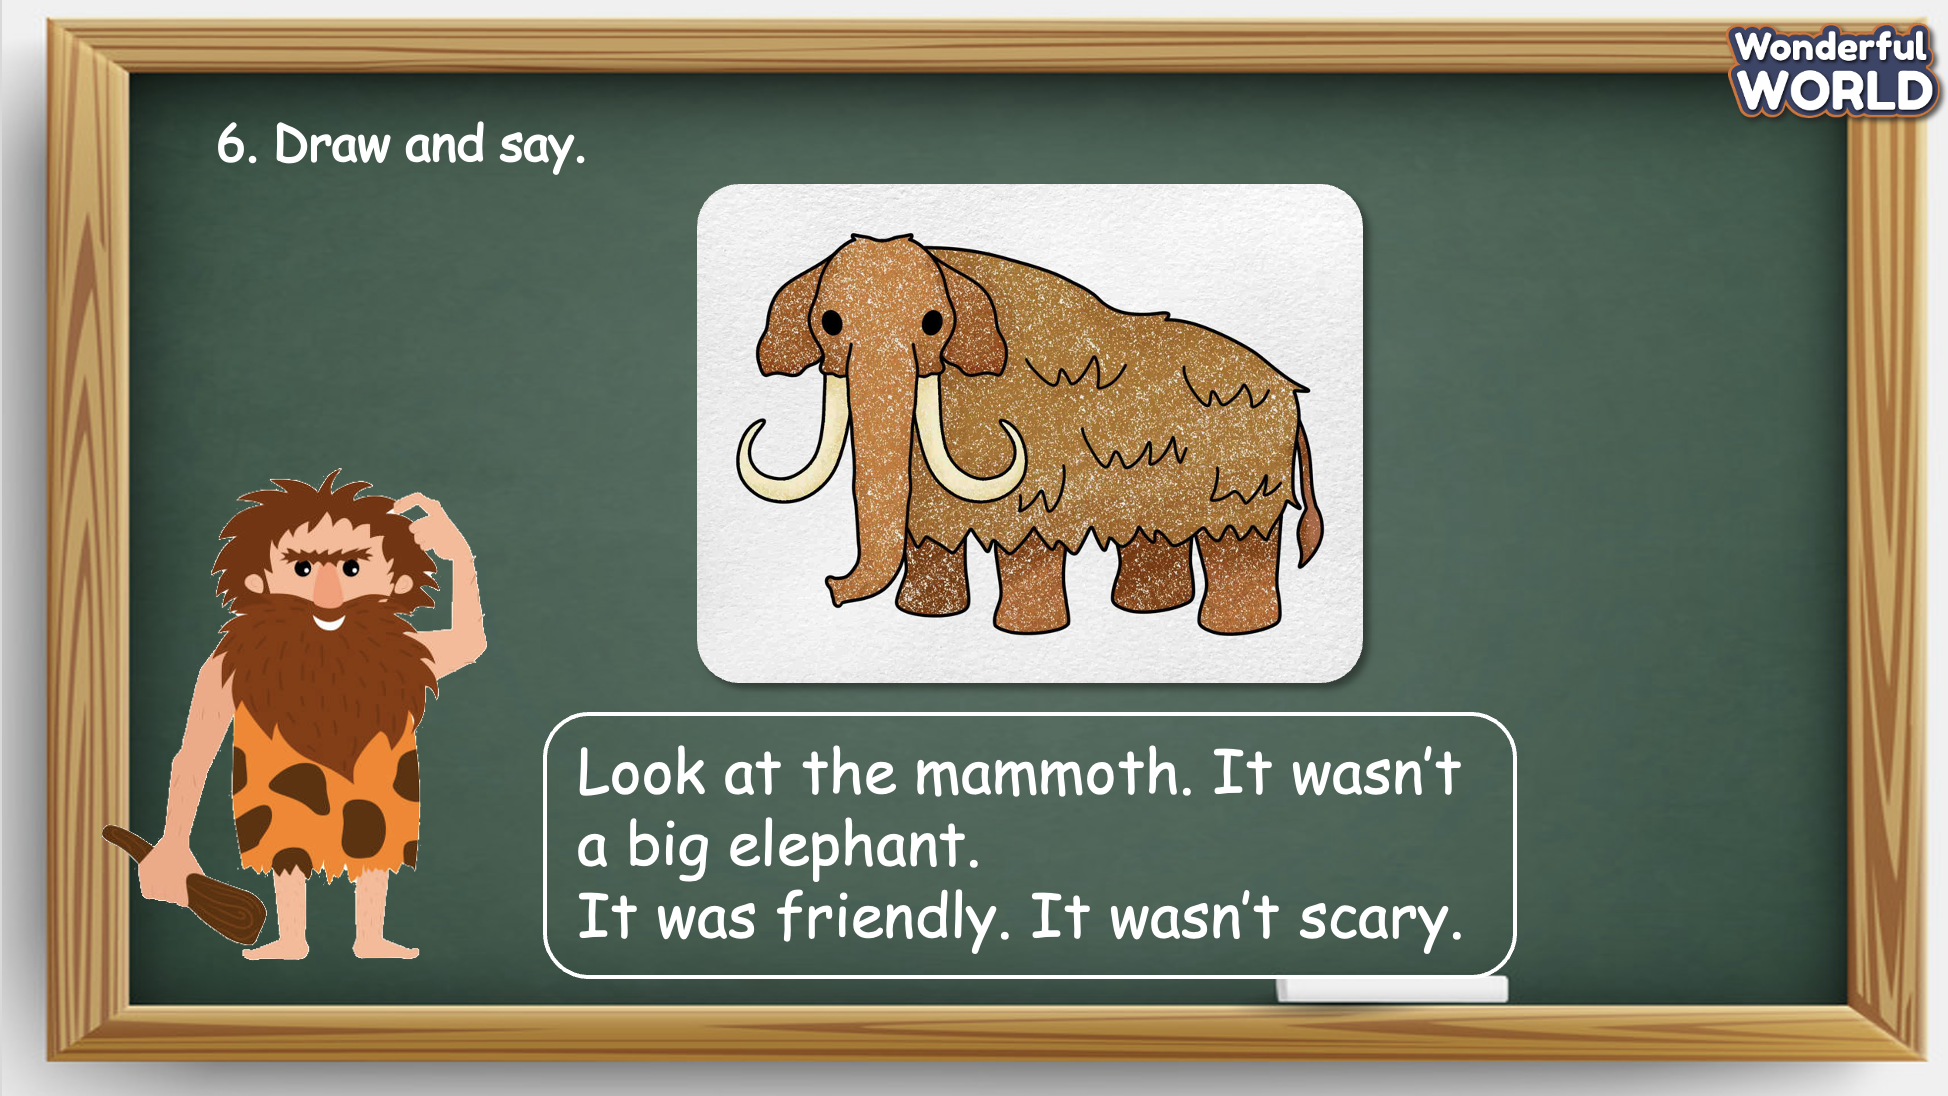 Wonderful
WORLD
6. Draw and say.
Look at the mammoth. It wasn't
a big elephant.
It was friendly. It wasn't scary.